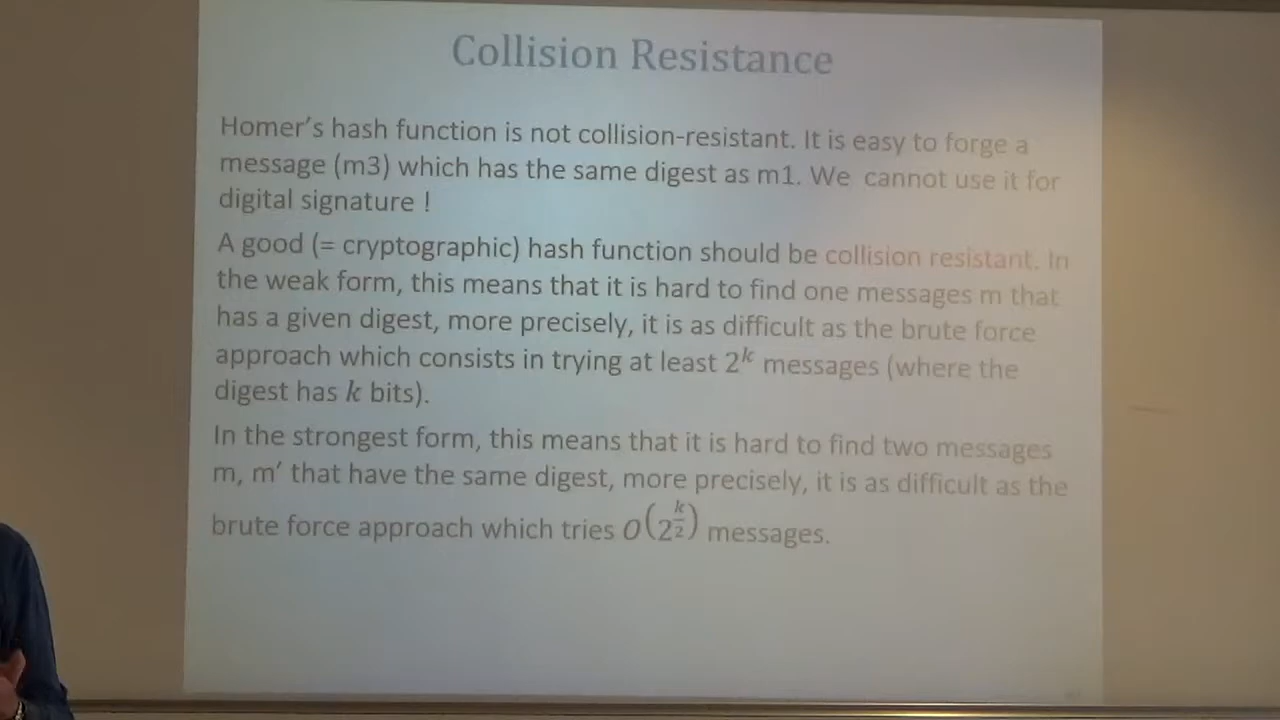 Collision Resistance
Homer's hash function is not collision-resistant. It is easy to forge a
message (m3) which has the same digest as m1. We cannot use it for
digital signature !
A good (= cryptographic) hash function should be collision resistant. In
the weak form, this means that it is hard to find one messages m that
has a given digest, more precisely, it is as difficult as the brute force
approach which consists in trying at least 2^k messages (where the
digest has k bits).
In the strongest form, this means that it is hard to find two messages
m, m′ that have the same digest, more precisely, it is as difficult as the
brute force approach which tries O(2^(k/2)) messages.